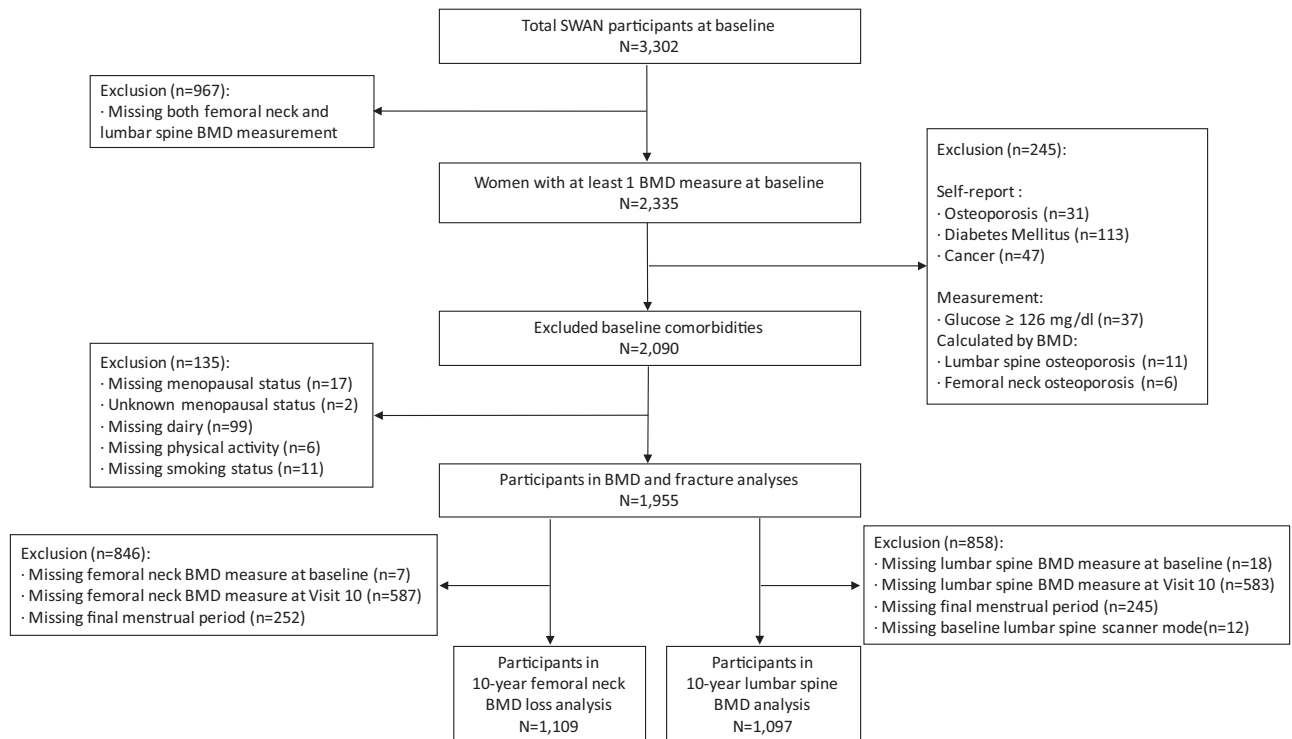 Total SWAN participants at baseline
N=3,302
Exclusion (n=967):
· Missing both femoral neck and
lumbar spine BMD measurement
Women with at least 1 BMD measure at baseline
N=2,335
Exclusion (n=245):
Self-report :
· Osteoporosis (n=31)
· Diabetes Mellitus (n=113)
· Cancer (n=47)
Measurement:
· Glucose ≥ 126 mg/dl (n=37)
Calculated by BMD:
· Lumbar spine osteoporosis (n=11)
· Femoral neck osteoporosis (n=6)
Excluded baseline comorbidities
N=2,090
Exclusion (n=135):
· Missing menopausal status (n=17)
· Unknown menopausal status (n=2)
· Missing dairy (n=99)
· Missing physical activity (n=6)
· Missing smoking status (n=11)
Participants in BMD and fracture analyses
N=1,955
Exclusion (n=846):
· Missing femoral neck BMD measure at baseline (n=7)
· Missing femoral neck BMD measure at Visit 10 (n=587)
· Missing final menstrual period (n=252)
Exclusion (n=858):
· Missing lumbar spine BMD measure at baseline (n=18)
· Missing lumbar spine BMD measure at Visit 10 (n=583)
· Missing final menstrual period (n=245)
· Missing baseline lumbar spine scanner mode(n=12)
Participants in
10-year femoral neck
BMD loss analysis
N=1,109
Participants in
10-year lumbar spine
BMD analysis
N=1,097